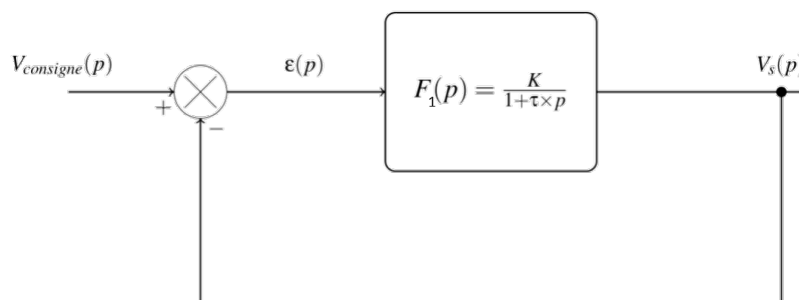 V_consigne(p)
ε(p)
F_1(p) = K / (1+τ×p)
V_s(p)
+
−